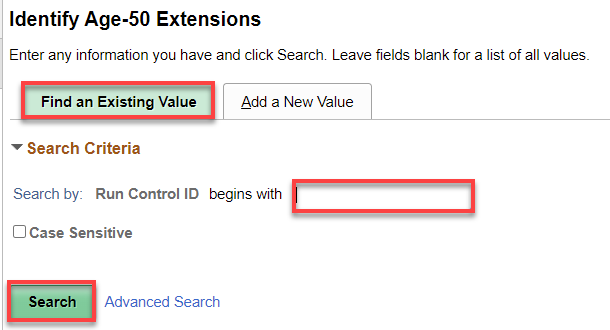 Identify Age-50 Extensions
Enter any information you have and click Search. Leave fields blank for a list of all values.
Find an Existing Value Add a New Value
Search Criteria
Search by: Run Control ID begins with
Case Sensitive
Search Advanced Search